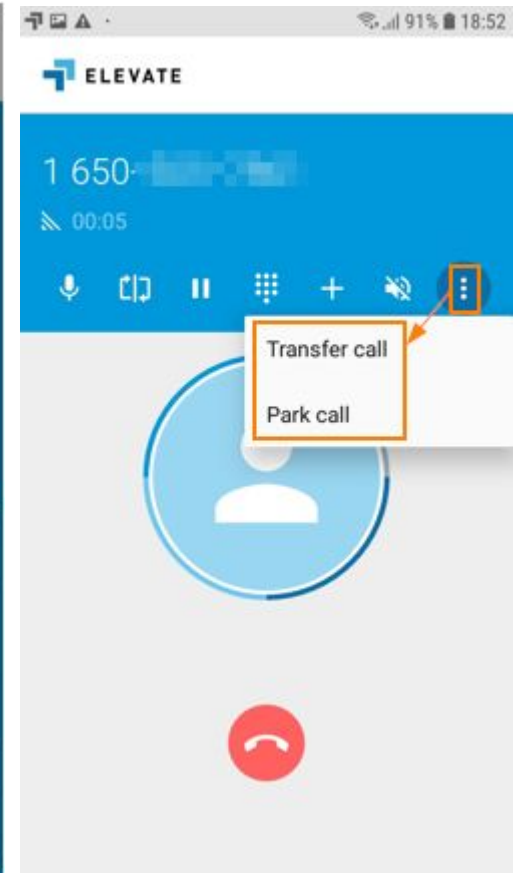 91% 18:52
ELEVATE
1 650-
00:05
Transfer call
Park call